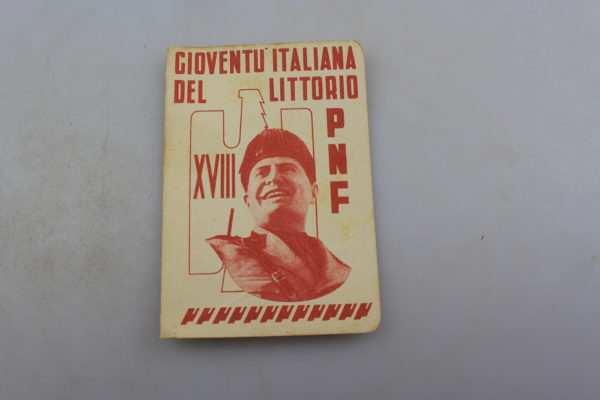 GIOVENTU' ITALIANA
DEL LITTORIO
PNF
XVIII